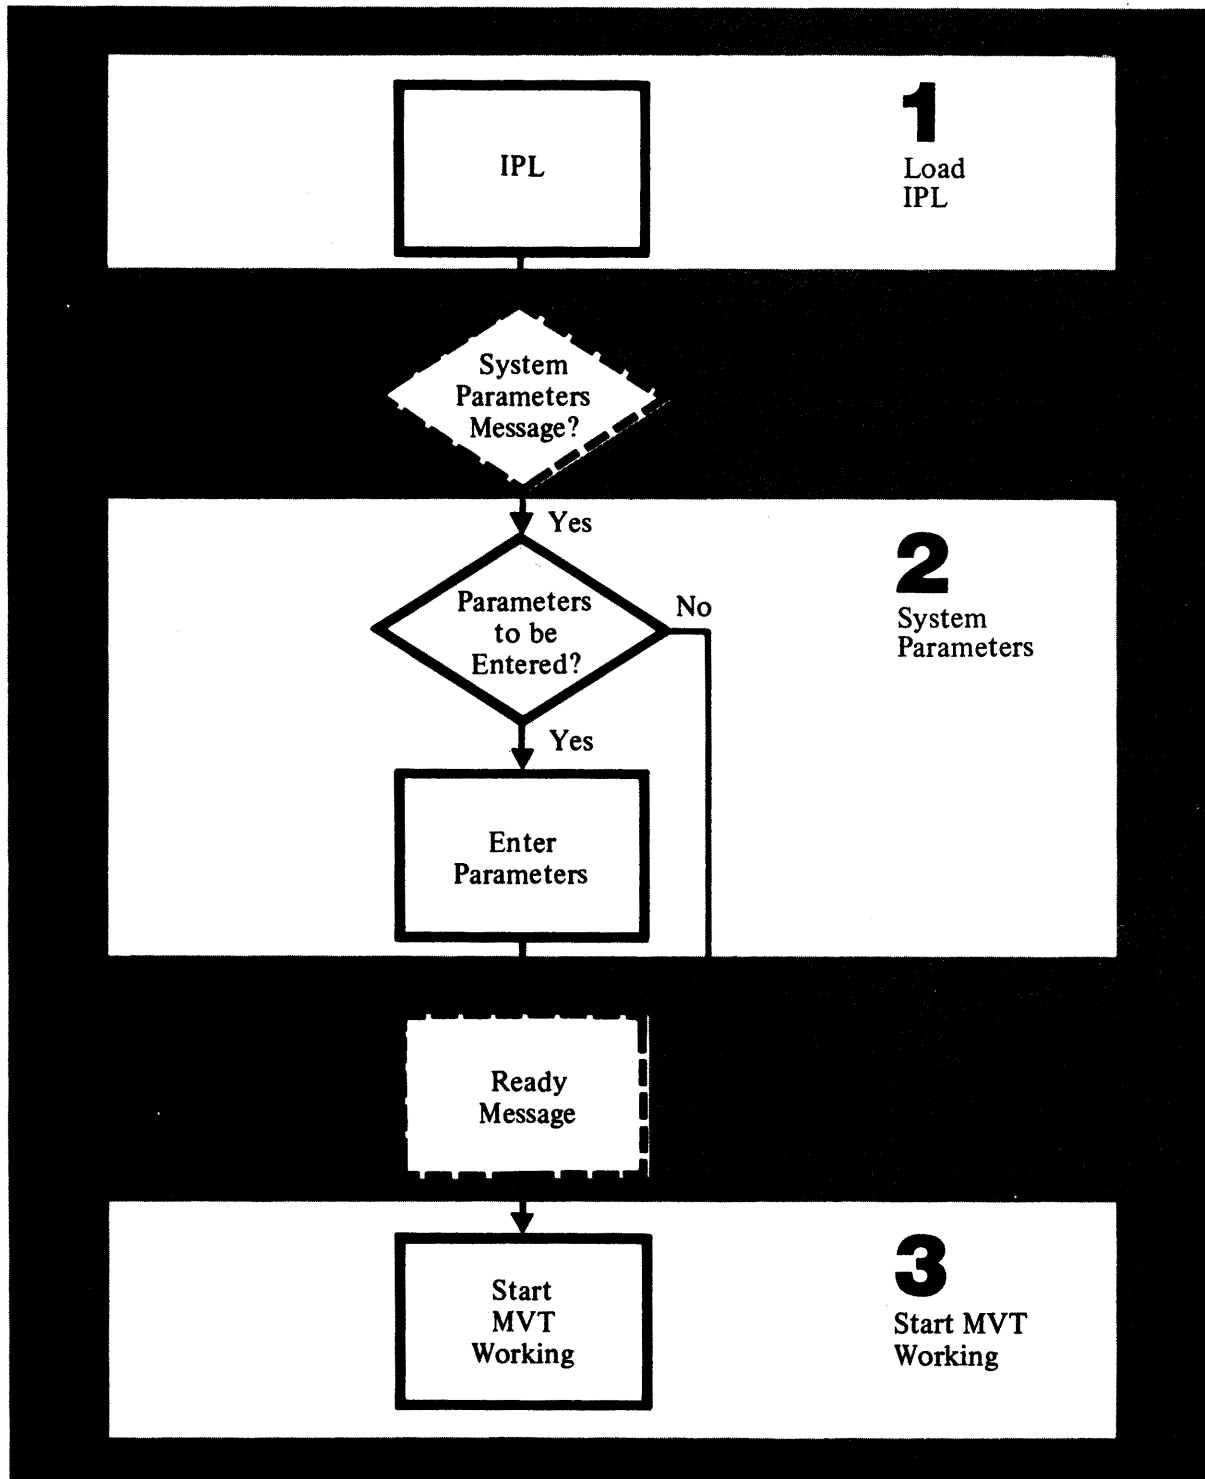 IPL
1
Load
IPL
System
Parameters
Message?
Yes
Parameters
to be
Entered?
No
2
System
Parameters
Yes
Enter
Parameters
Ready
Message
Start
MVT
Working
3
Start MVT
Working